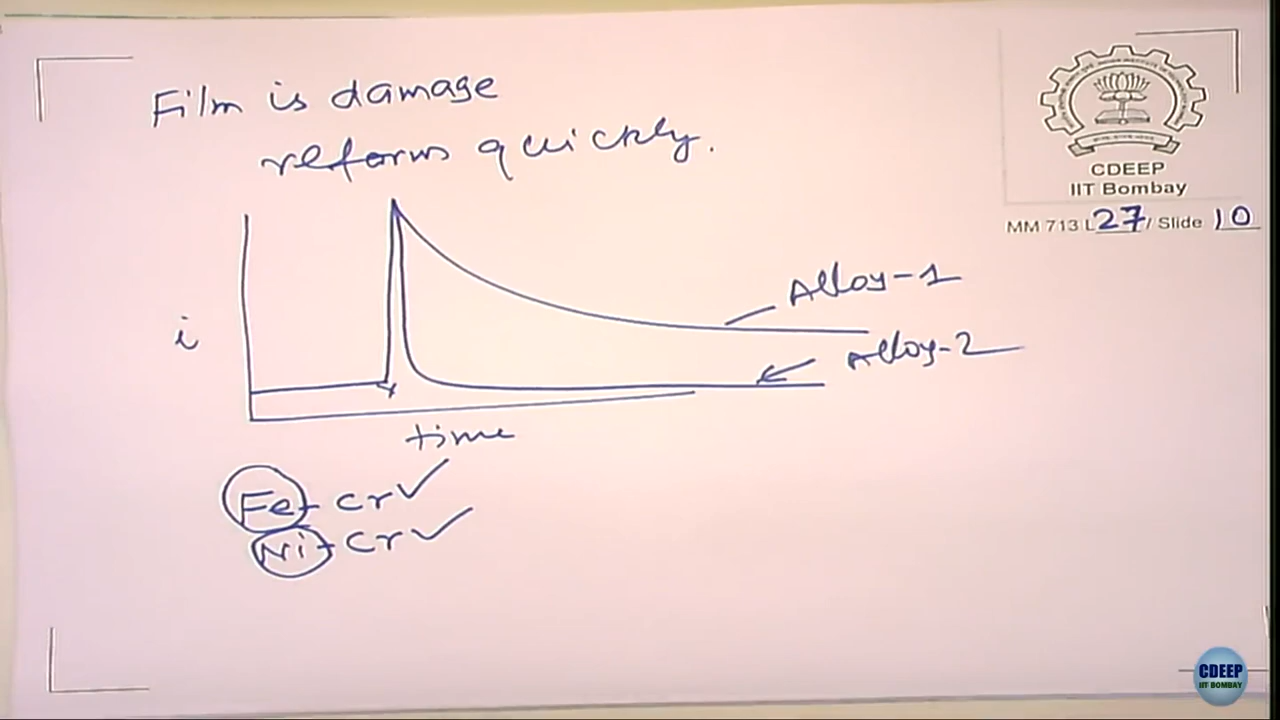 Film is damage
reforms quickly.
CDEEP
IIT Bombay
MM 713 L27/ Slide 10
i
Alloy-1
Alloy-2
time
Fe-Cr✓
Ni-Cr✓
CDEEP
IIT BOMBAY